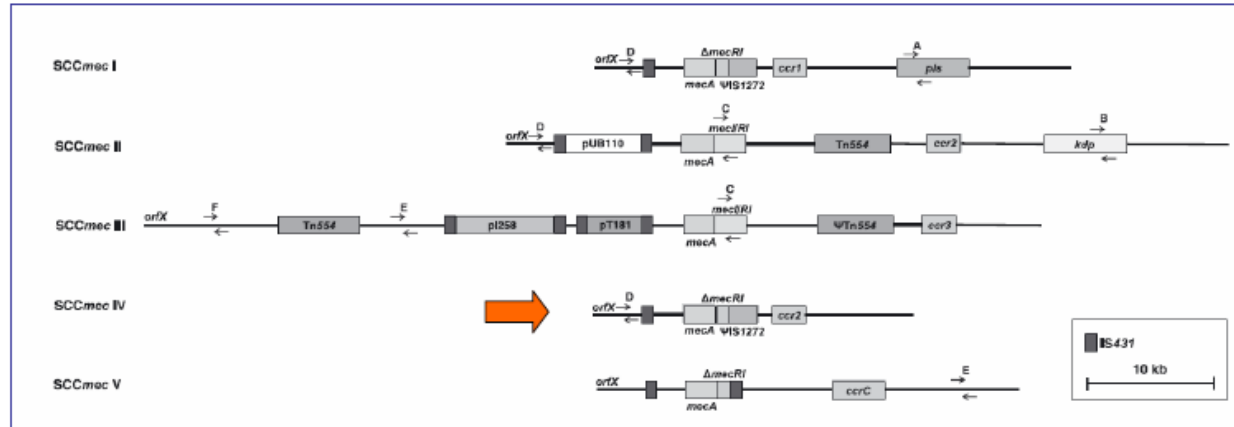 A
orfX D ΔmecRI
SCCmec I ccr1 pls
mecA ΨIS1272
C B
orfX D mecI/RI
SCCmec II pUB110 Tn554 ccr2 kdp
mecA
C
orfX F E mecI/RI
SCCmec III Tn554 pI258 pT181 ΨTn554 ccr3
mecA
D ΔmecRI
SCCmec IV orfX ccr2
mecA ΨIS1272
IS431
ΔmecRI E
10 kb
SCCmec V orfX ccrC
mecA